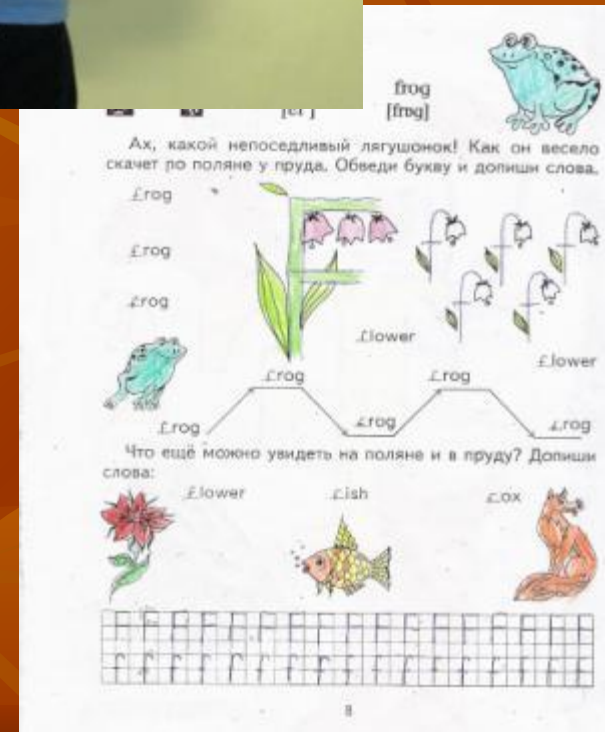 frog
[frɒg]
Ах, какой непоседливый лягушонок! Как он весело
скачет по поляне у пруда. Обведи букву и допиши слова.
frog
frog
frog
F
flower
flower
frog frog
frog frog frog
Что ещё можно увидеть на поляне и в пруду? Допиши
слова:
flower fish fox
F F F F F F F F F F F F F F F F F
f f f f f f f f f f f f f f f f f
8